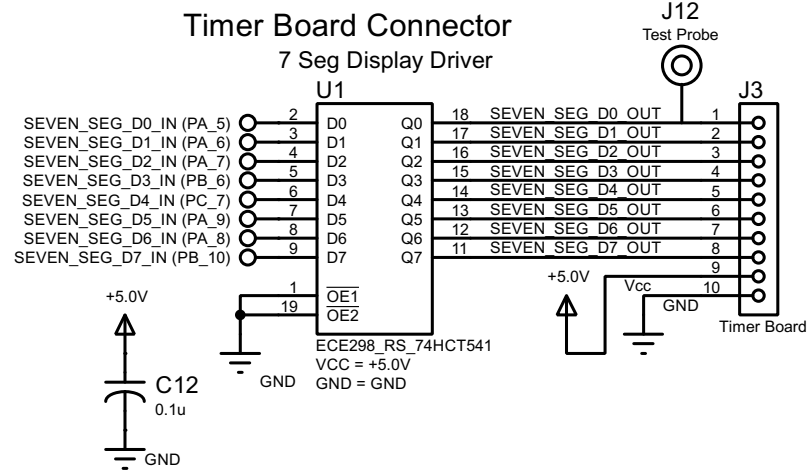 Timer Board Connector
7 Seg Display Driver
J12
Test Probe
U1
J3
SEVEN_SEG_D0_IN (PA_5) 2 D0 Q0 18 SEVEN_SEG_D0_OUT 1
SEVEN_SEG_D1_IN (PA_6) 3 D1 Q1 17 SEVEN_SEG_D1_OUT 2
SEVEN_SEG_D2_IN (PA_7) 4 D2 Q2 16 SEVEN_SEG_D2_OUT 3
SEVEN_SEG_D3_IN (PB_6) 5 D3 Q3 15 SEVEN_SEG_D3_OUT 4
SEVEN_SEG_D4_IN (PC_7) 6 D4 Q4 14 SEVEN_SEG_D4_OUT 5
SEVEN_SEG_D5_IN (PA_9) 7 D5 Q5 13 SEVEN_SEG_D5_OUT 6
SEVEN_SEG_D6_IN (PA_8) 8 D6 Q6 12 SEVEN_SEG_D6_OUT 7
SEVEN_SEG_D7_IN (PB_10) 9 D7 Q7 11 SEVEN_SEG_D7_OUT 8
+5.0V 9
1 OE1 Vcc 10
19 OE2 GND
+5.0V
Timer Board
ECE298_RS_74HCT541
VCC = +5.0V
GND GND = GND
C12
0.1u
GND